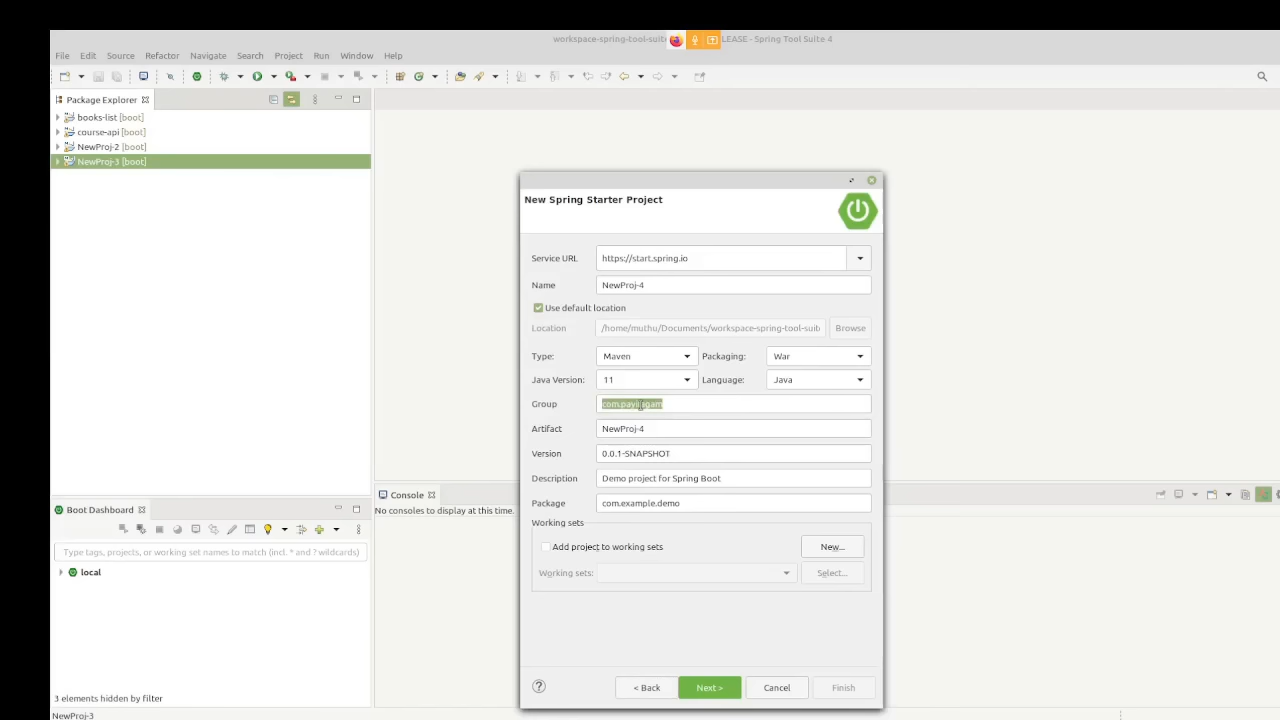 workspace-spring-tool-suite LEASE - Spring Tool Suite 4
File Edit Source Refactor Navigate Search Project Run Window Help
Package Explorer
books-list [boot]
course-api [boot]
NewProj-2 [boot]
NewProj-3 [boot]
New Spring Starter Project
Service URL https://start.spring.io
Name NewProj-4
Use default location
Location /home/muthu/Documents/workspace-spring-tool-suit Browse
Type: Maven Packaging: War
Java Version: 11 Language: Java
Group
Artifact NewProj-4
Version 0.0.1-SNAPSHOT
Description Demo project for Spring Boot
Package com.example.demo
Working sets
Add project to working sets New...
Working sets: Select...
< Back Next > Cancel Finish
Console
No consoles to display at this time.
Boot Dashboard
Type tags, projects, or working set names to match (incl. * and ? wildcards)
local
3 elements hidden by filter
NewProj-3